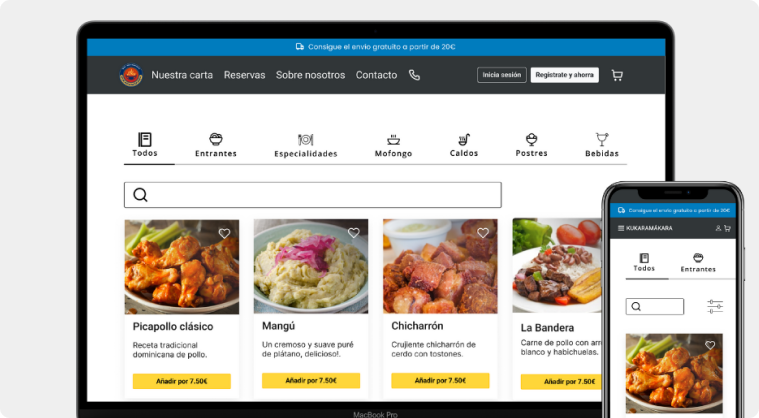 Consigue el envío gratuito a partir de 20€
Nuestra carta Reservas Sobre nosotros Contacto
Inicia sesión Regístrate y ahorra
Todos Entrantes Especialidades Mofongo Caldos Postres Bebidas
Picapollo clásico
Receta tradicional
dominicana de pollo.
Añadir por 7.50€
Mangú
Un cremoso y suave puré
de plátano, delicioso!.
Añadir por 7.50€
Chicharrón
Crujiente chicharrón de
cerdo con tostones.
Añadir por 7.50€
La Bandera
Carne de pollo con arr
blanco y habichuelas.
Añadir por 7.50€
MacBook Pro
Consigue el envío gratuito a partir de 20€
KUKARAMÁKARA
Todos Entrantes